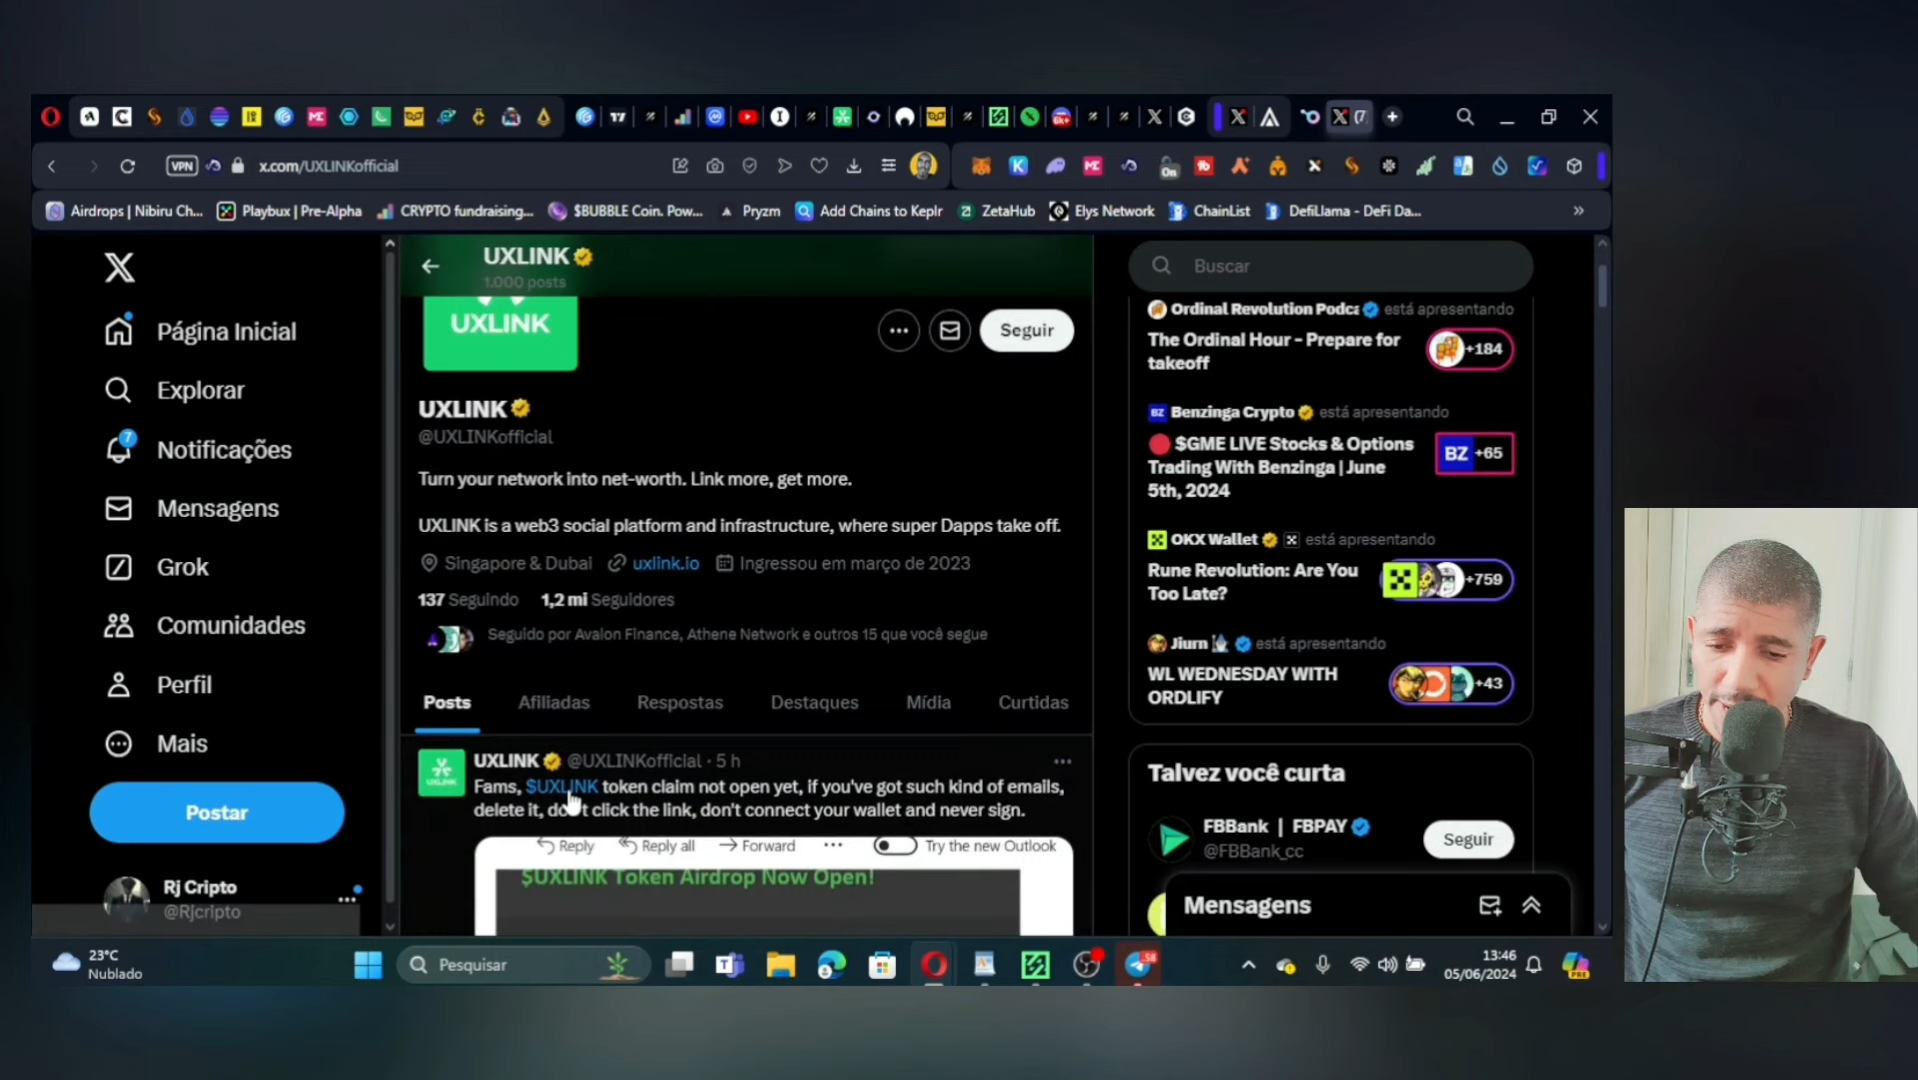 VPN
x.com/UXLINKofficial
On
Airdrops | Nibiru Ch...
Playbux | Pre-Alpha
CRYPTO fundraising...
$BUBBLE Coin. Pow...
Pryzm
Add Chains to Keplr
ZetaHub
Elys Network
ChainList
DefiLlama - DeFi Da...
Página Inicial
Explorar
7
Notificações
Mensagens
Grok
Comunidades
Perfil
Mais
Postar
Rj Cripto
@Rjcripto
UXLINK
1.000 posts
UXLINK
Seguir
UXLINK
@UXLINKofficial
Turn your network into net-worth. Link more, get more.
UXLINK is a web3 social platform and infrastructure, where super Dapps take off.
Singapore & Dubai uxlink.io Ingressou em março de 2023
137 Seguindo 1,2 mi Seguidores
Seguido por Avalon Finance, Athene Network e outros 15 que você segue
Posts Afiliadas Respostas Destaques Mídia Curtidas
UXLINK @UXLINKofficial · 5 h
Fams, $UXLINK token claim not open yet, if you've got such kind of emails,
delete it, don't click the link, don't connect your wallet and never sign.
Reply Reply all Forward ... Try the new Outlook
$UXLINK Token Airdrop Now Open!
Buscar
Ordinal Revolution Podca está apresentando
The Ordinal Hour - Prepare for
takeoff
+184
BZ Benzinga Crypto está apresentando
$GME LIVE Stocks & Options
Trading With Benzinga | June
5th, 2024
BZ +65
OKX Wallet está apresentando
Rune Revolution: Are You
Too Late?
+759
Jiurn está apresentando
WL WEDNESDAY WITH
ORDLIFY
+43
Talvez você curta
FBBank | FBPAY
@FBBank_cc
Seguir
Mensagens
23°C
Nublado
Pesquisar
58
13:46
05/06/2024
PRE